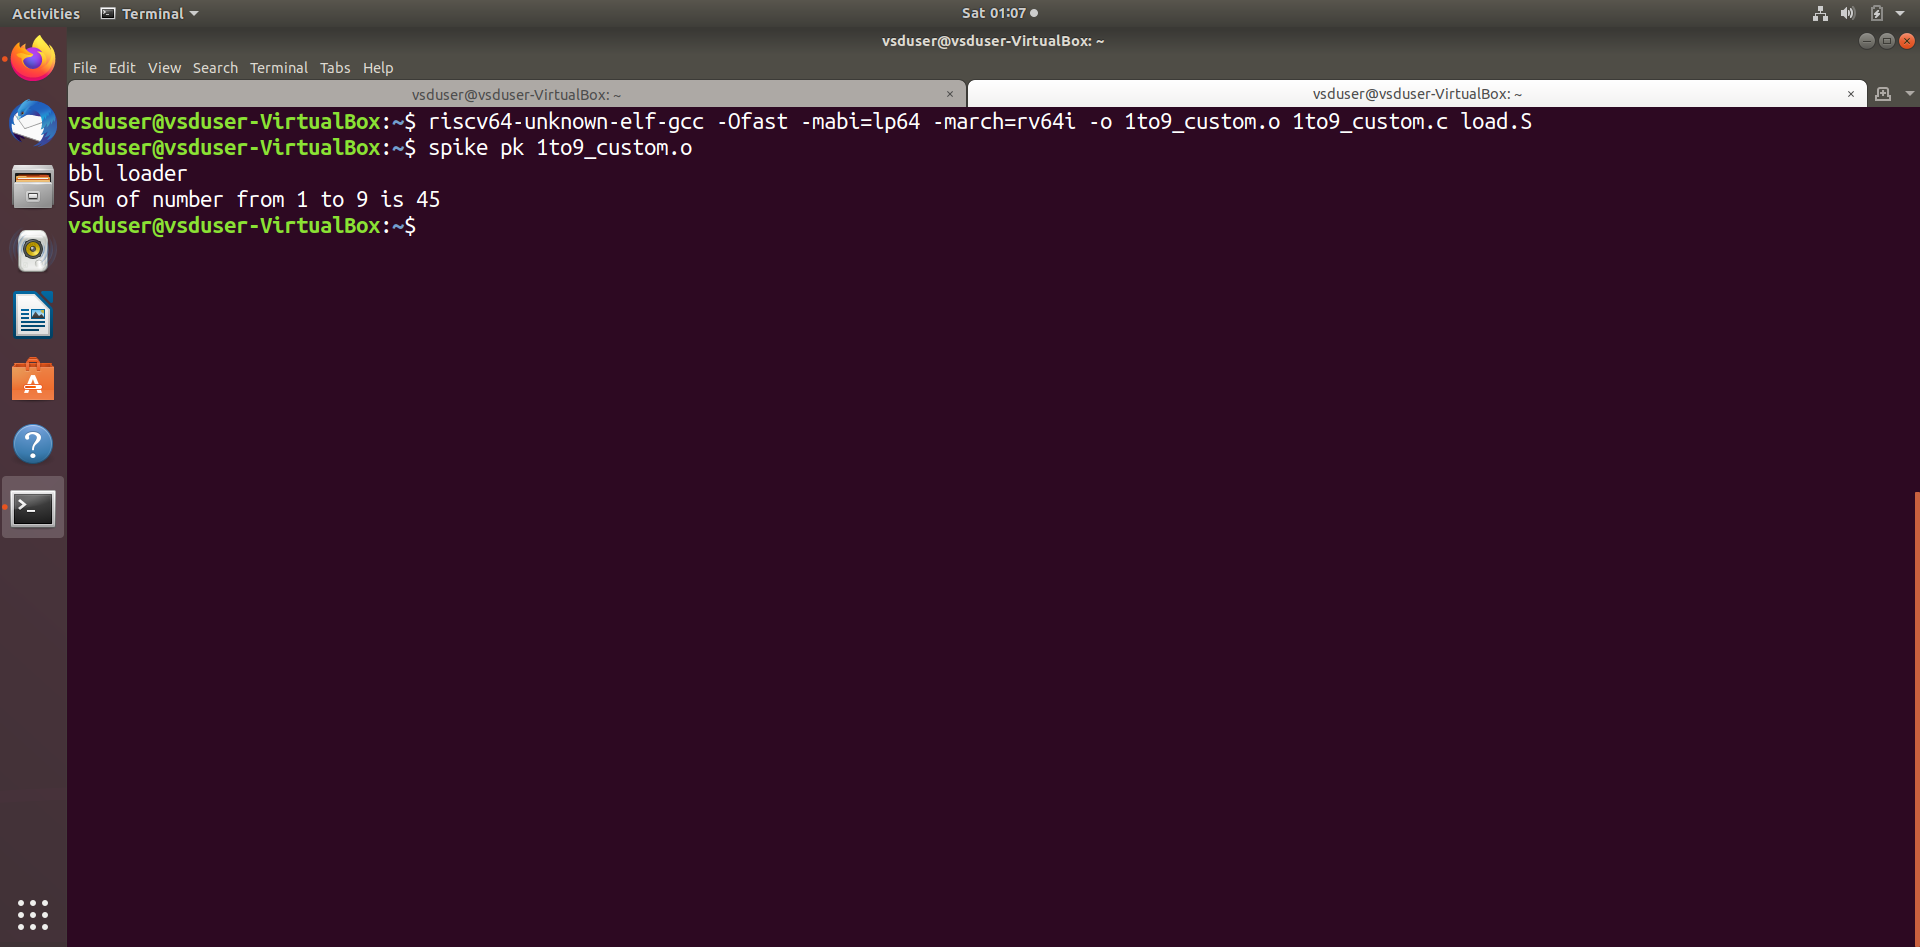 Activities Terminal Sat 01:07
vsduser@vsduser-VirtualBox: ~
File Edit View Search Terminal Tabs Help
vsduser@vsduser-VirtualBox: ~ × vsduser@vsduser-VirtualBox: ~ ×
vsduser@vsduser-VirtualBox:~$ riscv64-unknown-elf-gcc -Ofast -mabi=lp64 -march=rv64i -o 1to9_custom.o 1to9_custom.c load.S
vsduser@vsduser-VirtualBox:~$ spike pk 1to9_custom.o
bbl loader
Sum of number from 1 to 9 is 45
vsduser@vsduser-VirtualBox:~$